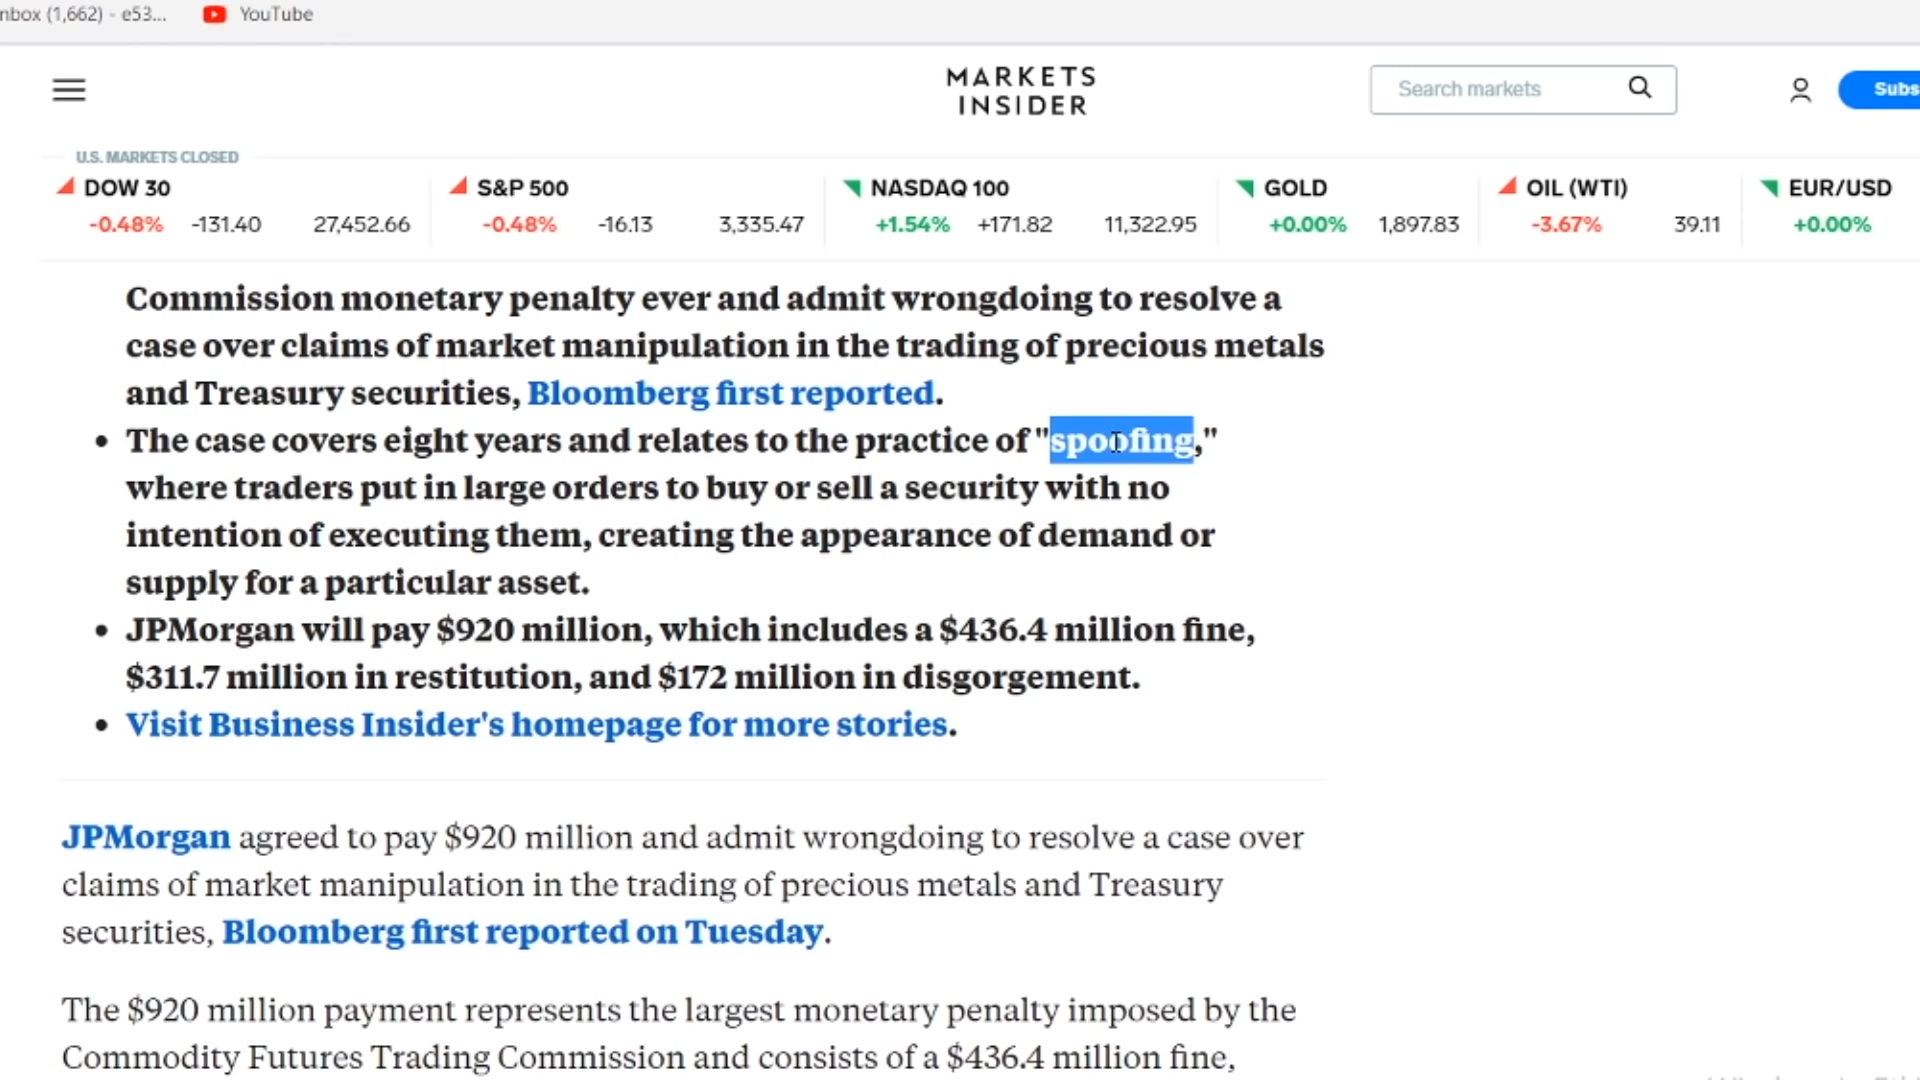 nbox (1,662) - e53... YouTube
MARKETS
INSIDER
Search markets
Subs
U.S. MARKETS CLOSED
DOW 30 S&P 500 NASDAQ 100 GOLD OIL (WTI) EUR/USD
-0.48% -131.40 27,452.66 -0.48% -16.13 3,335.47 +1.54% +171.82 11,322.95 +0.00% 1,897.83 -3.67% 39.11 +0.00%
Commission monetary penalty ever and admit wrongdoing to resolve a
case over claims of market manipulation in the trading of precious metals
and Treasury securities, Bloomberg first reported.
• The case covers eight years and relates to the practice of "spoofing,"
where traders put in large orders to buy or sell a security with no
intention of executing them, creating the appearance of demand or
supply for a particular asset.
• JPMorgan will pay $920 million, which includes a $436.4 million fine,
$311.7 million in restitution, and $172 million in disgorgement.
• Visit Business Insider's homepage for more stories.
JPMorgan agreed to pay $920 million and admit wrongdoing to resolve a case over
claims of market manipulation in the trading of precious metals and Treasury
securities, Bloomberg first reported on Tuesday.
The $920 million payment represents the largest monetary penalty imposed by the
Commodity Futures Trading Commission and consists of a $436.4 million fine,